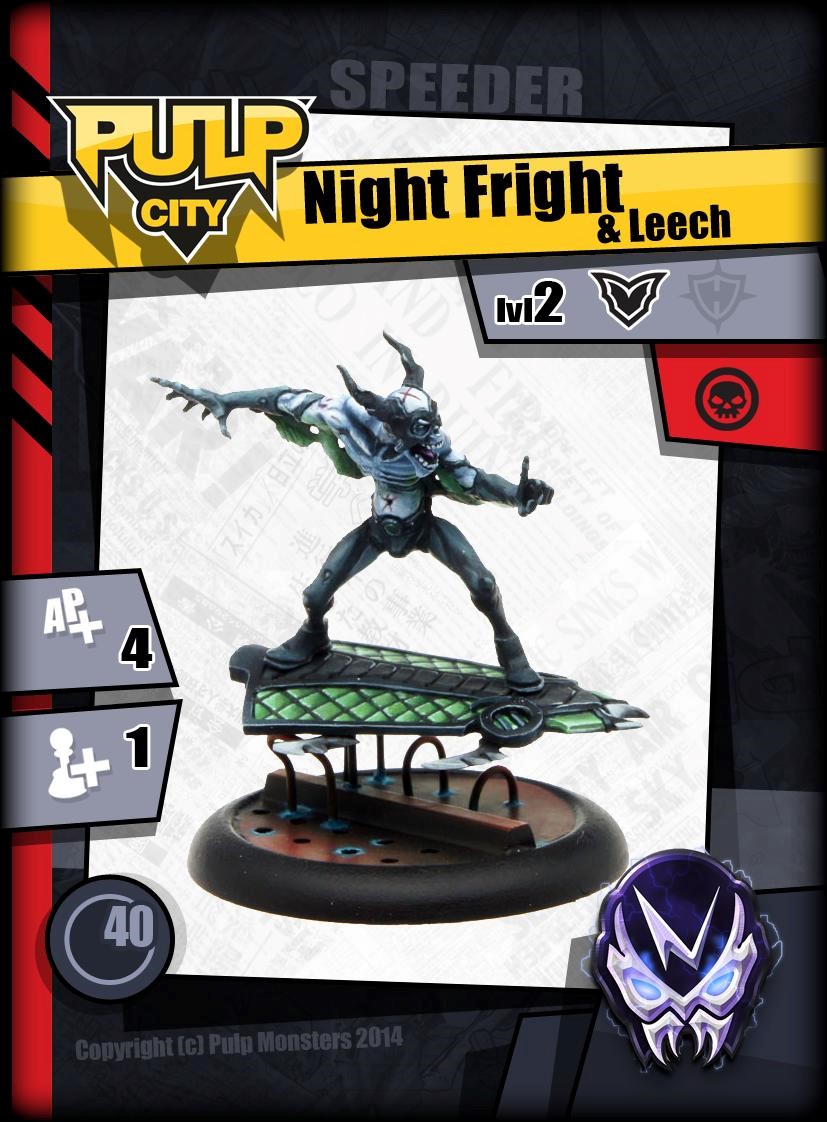 SPEEDER
PULP
CITY
Night Fright
& Leech
lvl2
AP+
4
1
40
Copyright (c) Pulp Monsters 2014